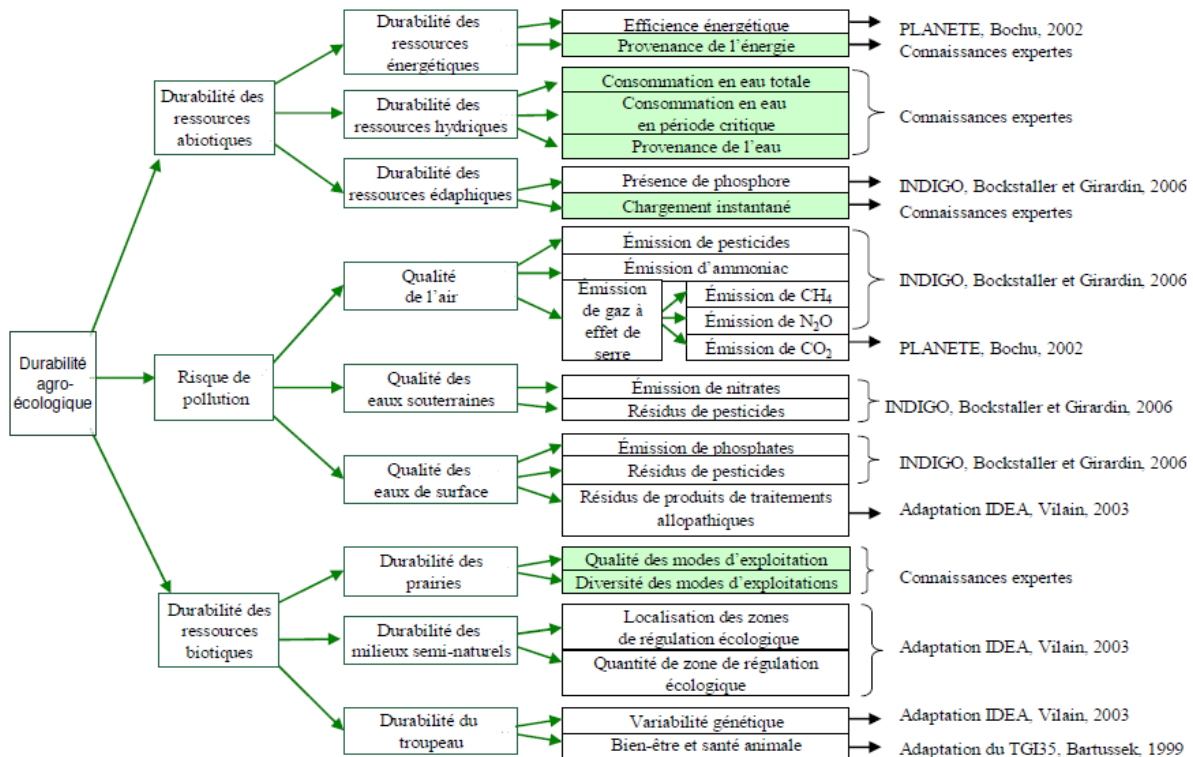 Durabilité
agro-
écologique
Durabilité des
ressources
abiotiques
Durabilité des
ressources
énergétiques
Efficience énergétique
PLANETE, Bochu, 2002
Provenance de l'énergie
Connaissances expertes
Durabilité des
ressources hydriques
Consommation en eau totale
Consommation en eau
en période critique
Provenance de l'eau
Connaissances expertes
Durabilité des
ressources édaphiques
Présence de phosphore
INDIGO, Bockstaller et Girardin, 2006
Chargement instantané
Connaissances expertes
Risque de
pollution
Qualité
de l'air
Émission de pesticides
Émission d'ammoniac
Émission
de gaz à
effet de
serre
Émission de CH₄
Émission de N₂O
INDIGO, Bockstaller et Girardin, 2006
Émission de CO₂
PLANETE, Bochu, 2002
Qualité des
eaux souterraines
Émission de nitrates
Résidus de pesticides
INDIGO, Bockstaller et Girardin, 2006
Qualité des
eaux de surface
Émission de phosphates
Résidus de pesticides
INDIGO, Bockstaller et Girardin, 2006
Résidus de produits de traitements
allopathiques
Adaptation IDEA, Vilain, 2003
Durabilité des
ressources
biotiques
Durabilité des
prairies
Qualité des modes d'exploitation
Diversité des modes d'exploitations
Connaissances expertes
Durabilité des
milieux semi-naturels
Localisation des zones
de régulation écologique
Quantité de zone de régulation
écologique
Adaptation IDEA, Vilain, 2003
Durabilité du
troupeau
Variabilité génétique
Adaptation IDEA, Vilain, 2003
Bien-être et santé animale
Adaptation du TGI35, Bartussek, 1999